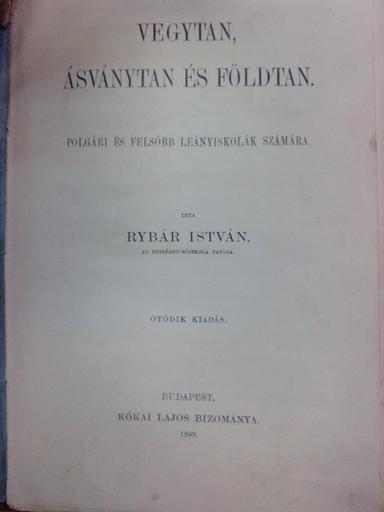 VEGYTAN,
ÁSVÁNYTAN ÉS FÖLDTAN.
POLGÁRI ÉS FELSŐBB LEÁNYISKOLÁK SZÁMÁRA.
IRTA
RYBÁR ISTVÁN,
AZ ERZSÉBET-NŐISKOLA TANÁRA.
ÖTÖDIK KIADÁS.
BUDAPEST.
KÓKAI LAJOS BIZOMÁNYA.